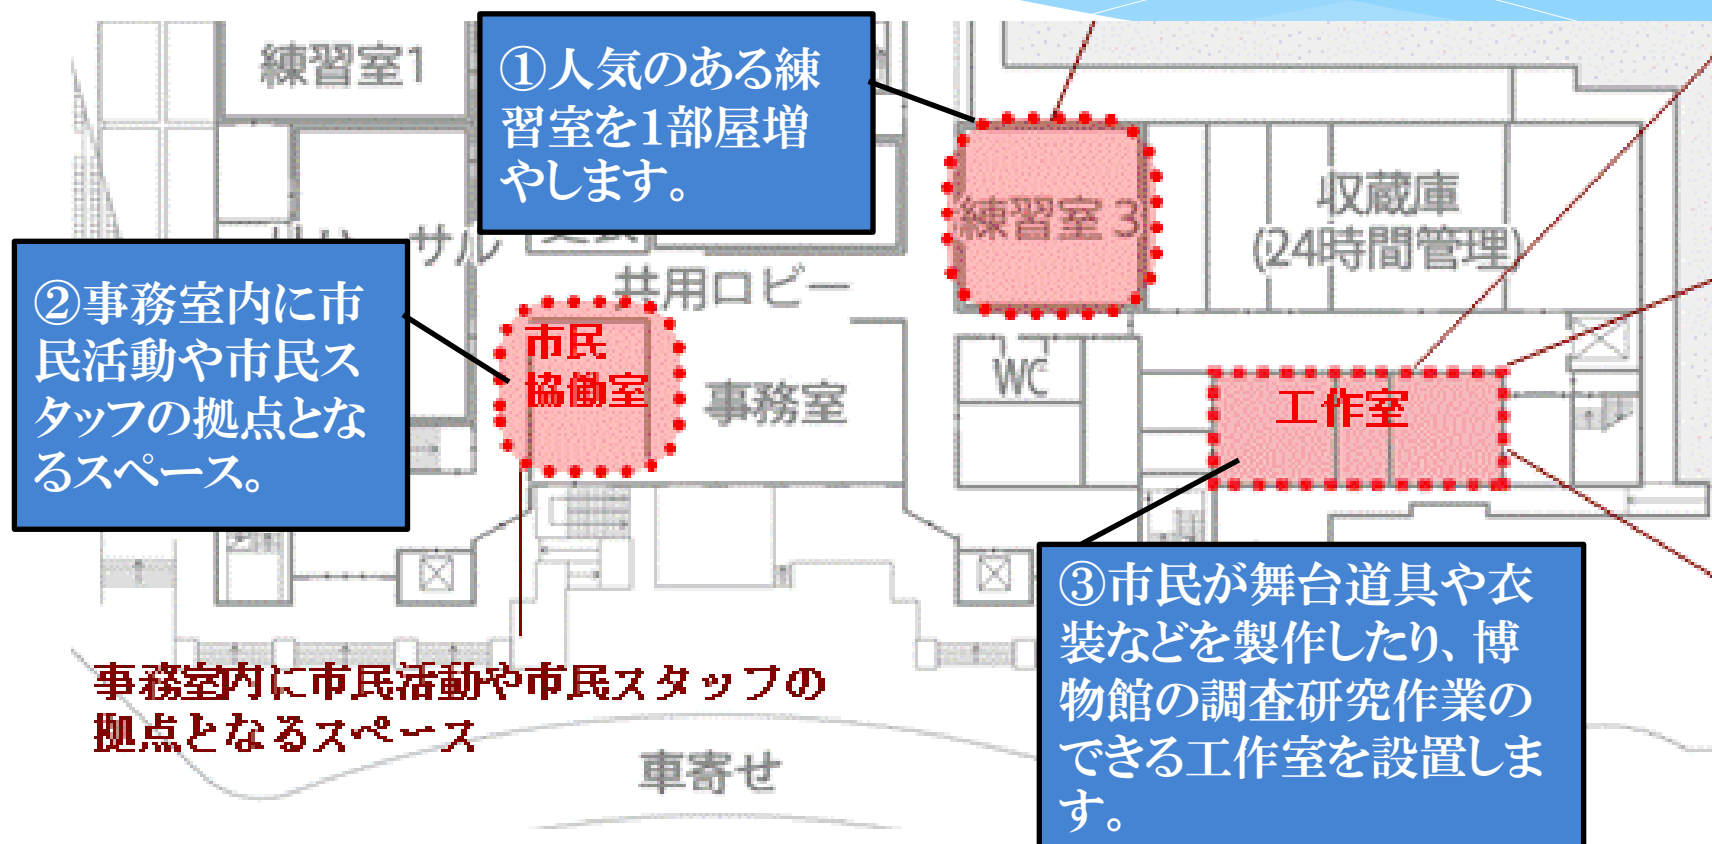 練習室1
①人気のある練
習室を1部屋増
やします。
練習室3
収蔵庫
(24時間管理)
サル
共用ロビー
②事務室内に市
民活動や市民ス
タッフの拠点とな
るスペース。
市民
協働室
事務室
WC
工作室
③市民が舞台道具や衣
装などを製作したり、博
物館の調査研究作業の
できる工作室を設置しま
す。
事務室内に市民活動や市民スタッフの
拠点となるスペース
車寄せ